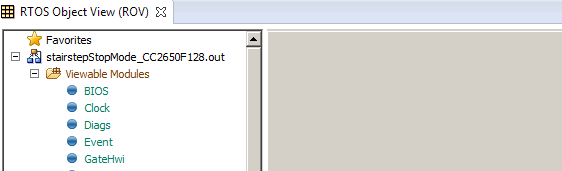 RTOS Object View (ROV)
Favorites
stairstepStopMode_CC2650F128.out
Viewable Modules
BIOS
Clock
Diags
Event
GateHwi